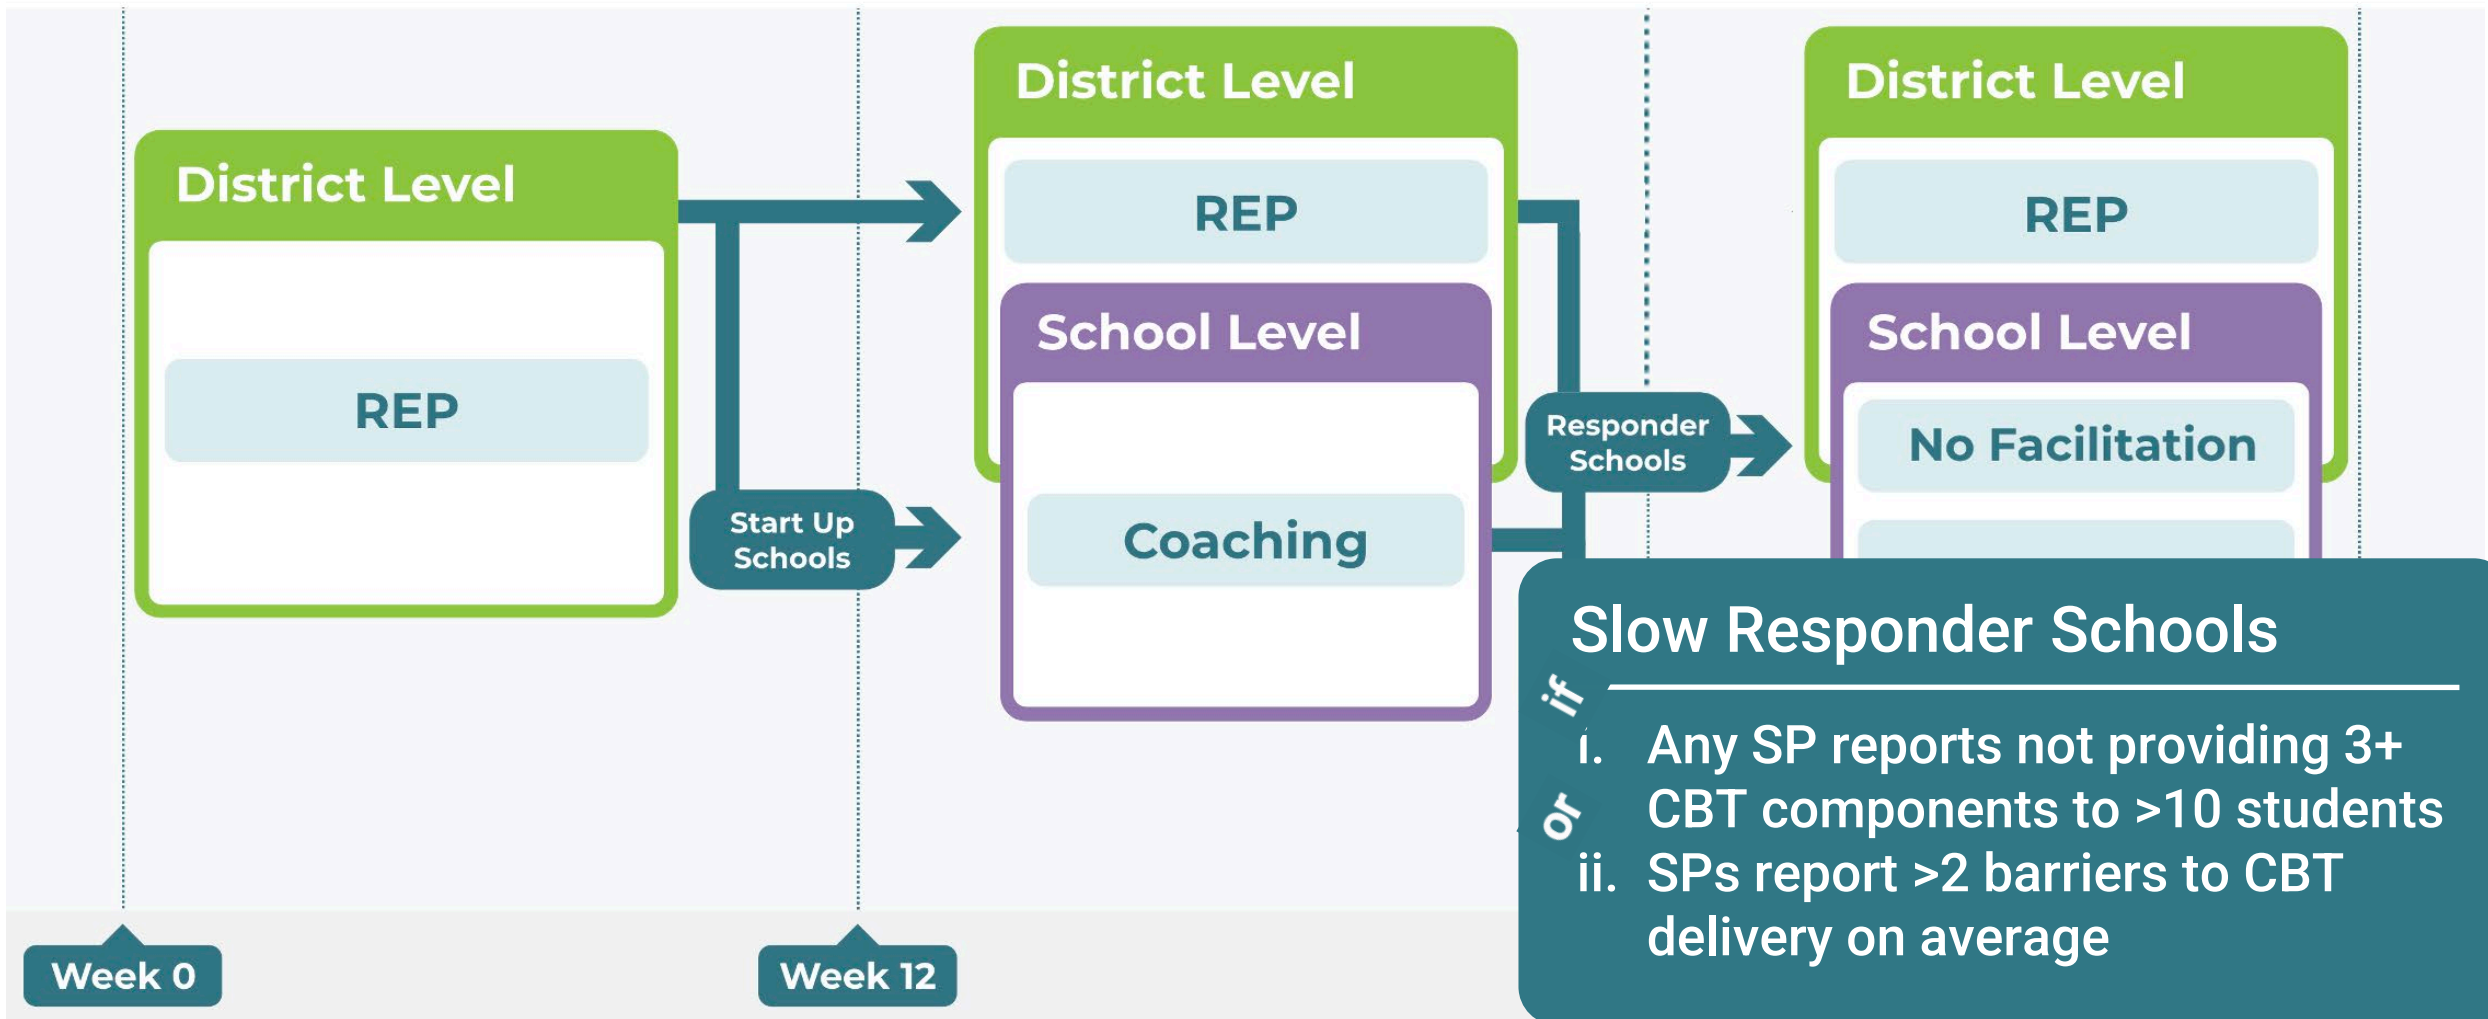 District Level
REP
Start Up
Schools
District Level
REP
School Level
Coaching
Responder
Schools
District Level
REP
School Level
No Facilitation
Slow Responder Schools
if
i. Any SP reports not providing 3+
CBT components to >10 students
or
ii. SPs report >2 barriers to CBT
delivery on average
Week 0
Week 12